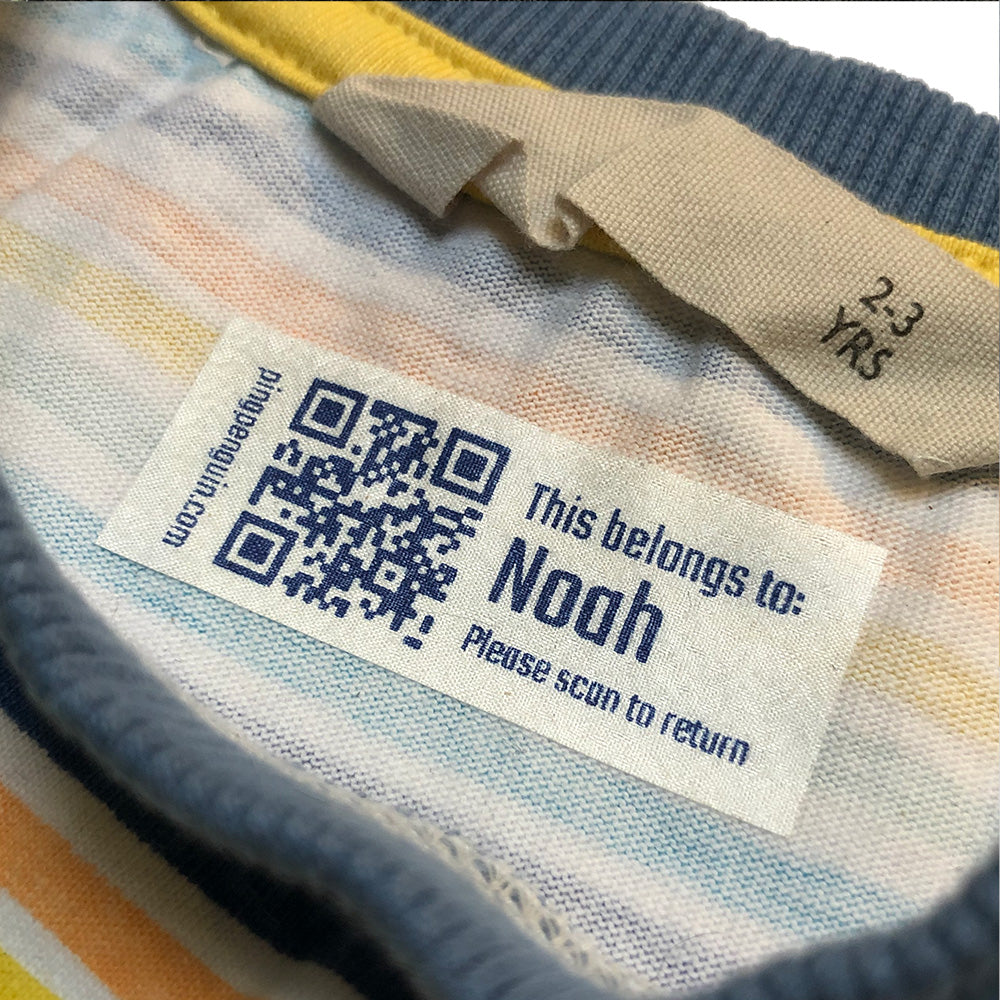 2-3
YRS
pingpenguin.com
This belongs to:
Noah
Please scan to return